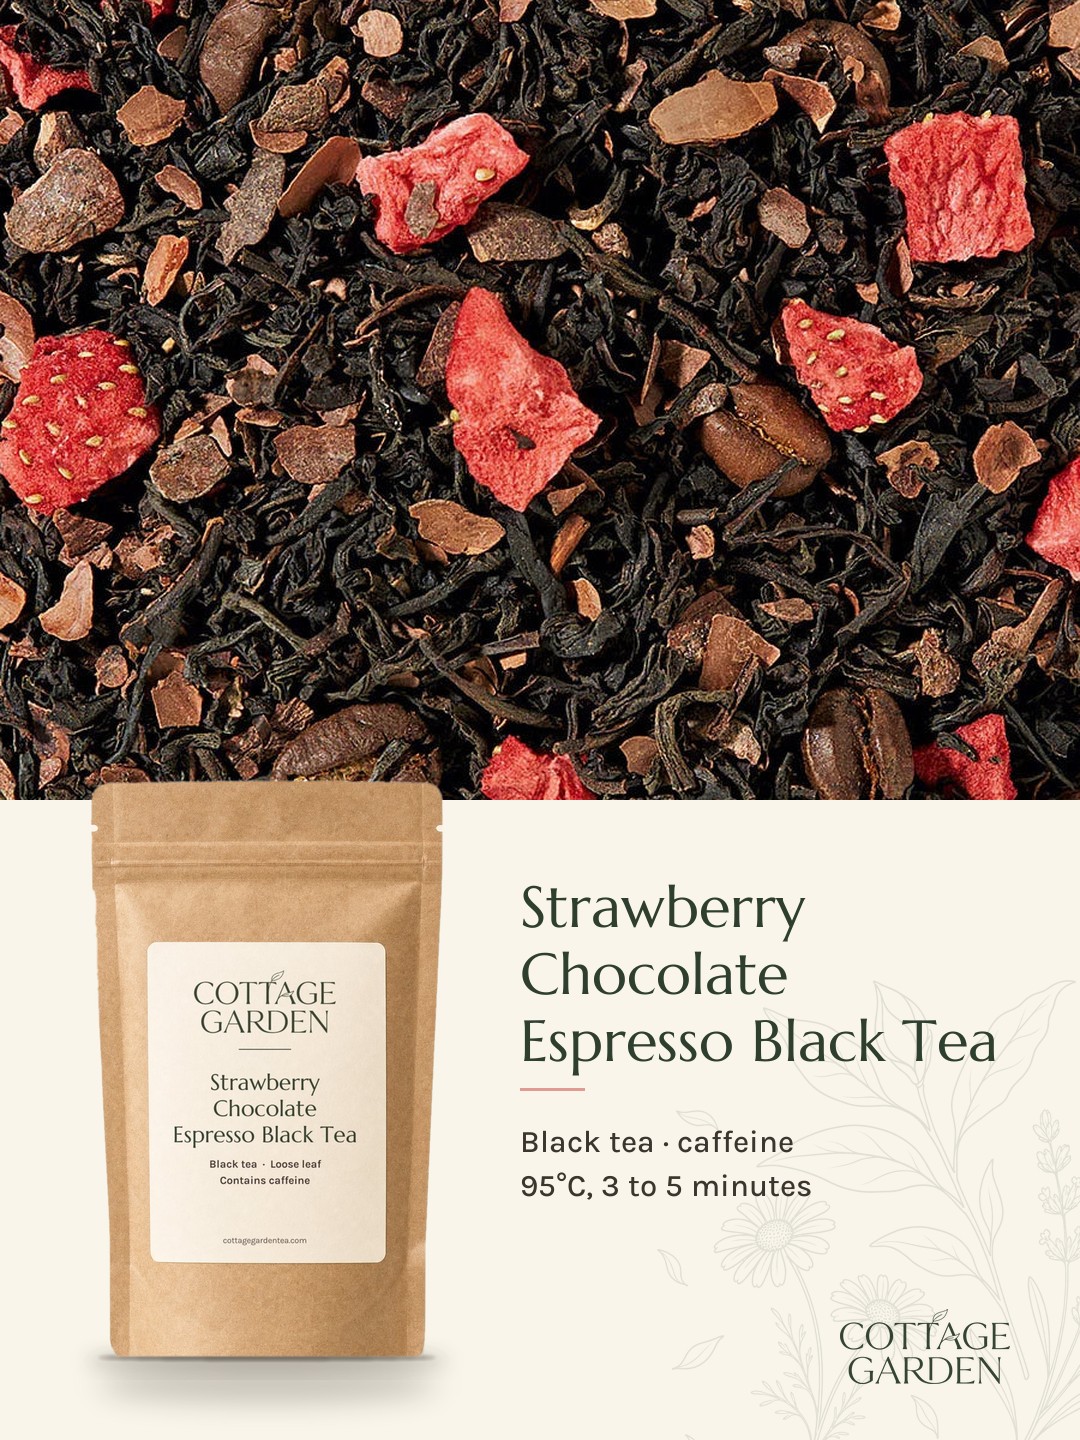 COTTAGE
GARDEN
Strawberry
Chocolate
Espresso Black Tea
Black tea · Loose leaf
Contains caffeine
cottagegardentea.com
Strawberry
Chocolate
Espresso Black Tea
Black tea · caffeine
95°C, 3 to 5 minutes
COTTAGE
GARDEN